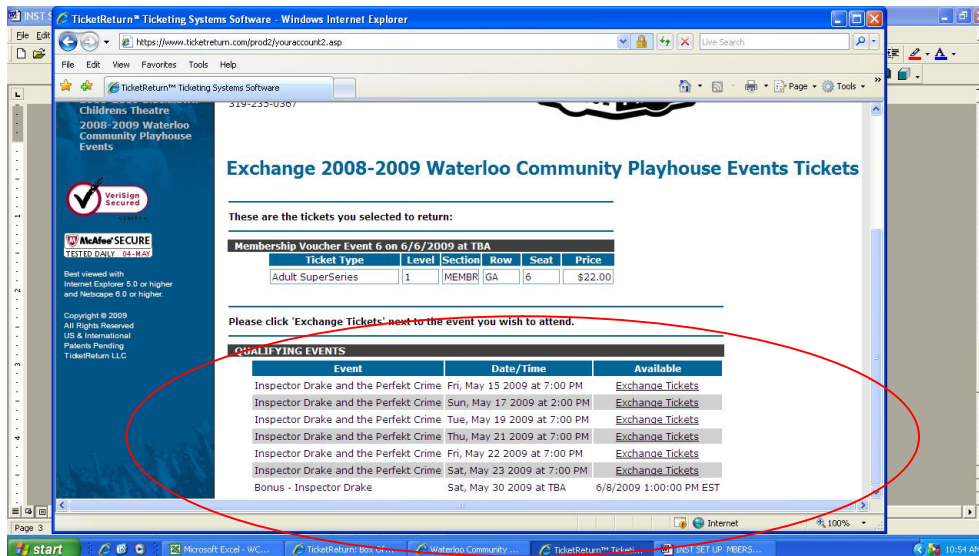 INST S
TicketReturn™ Ticketing Systems Software - Windows Internet Explorer
File Edit
https://www.ticketreturn.com/prod2/youraccount2.asp
Live Search
File Edit View Favorites Tools Help
TicketReturn™ Ticketing Systems Software
Page Tools
Childrens Theatre
2008-2009 Waterloo
Community Playhouse
Events
319-235-0367
Exchange 2008-2009 Waterloo Community Playhouse Events Tickets
VeriSign
Secured
VERIFY
These are the tickets you selected to return:
McAfee SECURE
TESTED DAILY 04-MAY
Membership Voucher Event 6 on 6/6/2009 at TBA
Ticket Type Level Section Row Seat Price
Adult SuperSeries 1 MEMBR GA 6 $22.00
Best viewed with
Internet Explorer 5.0 or higher
and Netscape 6.0 or higher.
Copyright © 2009
All Rights Reserved
US & International
Patents Pending
TicketReturn LLC
Please click 'Exchange Tickets' next to the event you wish to attend.
QUALIFYING EVENTS
Event Date/Time Available
Inspector Drake and the Perfekt Crime Fri, May 15 2009 at 7:00 PM Exchange Tickets
Inspector Drake and the Perfekt Crime Sun, May 17 2009 at 2:00 PM Exchange Tickets
Inspector Drake and the Perfekt Crime Tue, May 19 2009 at 7:00 PM Exchange Tickets
Inspector Drake and the Perfekt Crime Thu, May 21 2009 at 7:00 PM Exchange Tickets
Inspector Drake and the Perfekt Crime Fri, May 22 2009 at 7:00 PM Exchange Tickets
Inspector Drake and the Perfekt Crime Sat, May 23 2009 at 7:00 PM Exchange Tickets
Bonus - Inspector Drake Sat, May 30 2009 at TBA 6/8/2009 1:00:00 PM EST
Page 3
Internet 100%
start
Microsoft Excel - WC...
TicketReturn: Box Of...
Waterloo Community ...
TicketReturn™ Ticketi...
INST SET UP MBERS...
10:54 A